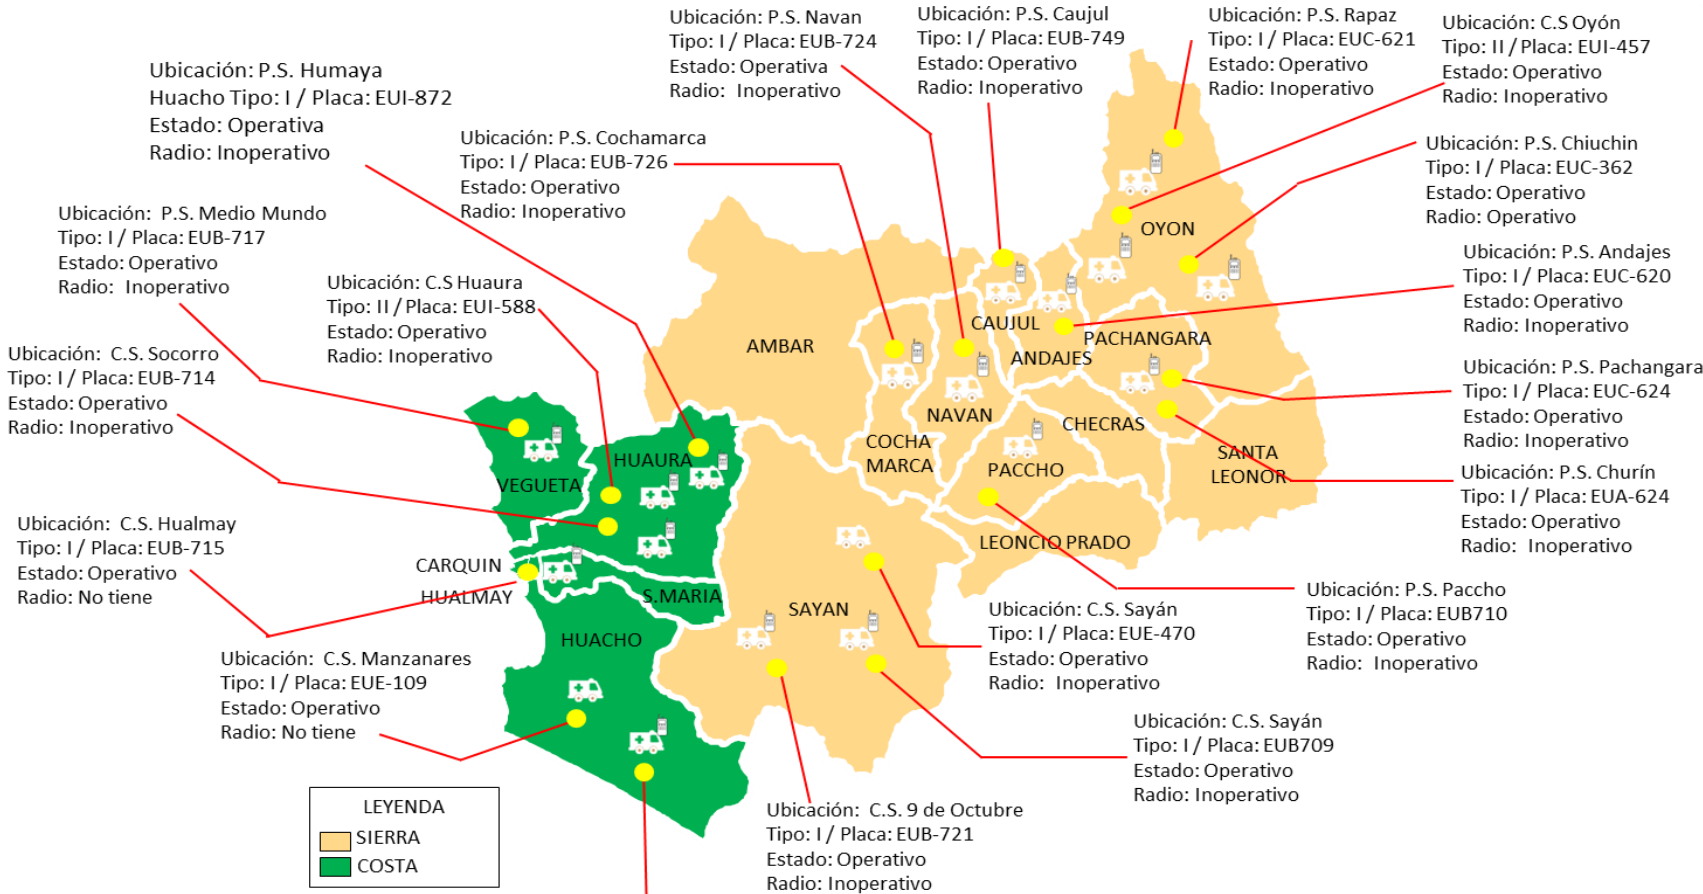 Ubicación: P.S. Humaya
Huacho Tipo: I / Placa: EUI-872
Estado: Operativa
Radio: Inoperativo
Ubicación: P.S. Navan
Tipo: I / Placa: EUB-724
Estado: Operativa
Radio: Inoperativo
Ubicación: P.S. Caujul
Tipo: I / Placa: EUB-749
Estado: Operativo
Radio: Inoperativo
Ubicación: P.S. Rapaz
Tipo: I / Placa: EUC-621
Estado: Operativo
Radio: Inoperativo
Ubicación: C.S Oyón
Tipo: II / Placa: EUI-457
Estado: Operativo
Radio: Inoperativo
Ubicación: P.S. Cochamarca
Tipo: I / Placa: EUB-726
Estado: Operativo
Radio: Inoperativo
Ubicación: P.S. Chiuchin
Tipo: I / Placa: EUC-362
Estado: Operativo
Radio: Operativo
Ubicación: P.S. Medio Mundo
Tipo: I / Placa: EUB-717
Estado: Operativo
Radio: Inoperativo
Ubicación: C.S Huaura
Tipo: II / Placa: EUI-588
Estado: Operativo
Radio: Inoperativo
Ubicación: P.S. Andajes
Tipo: I / Placa: EUC-620
Estado: Operativo
Radio: Inoperativo
Ubicación: C.S. Socorro
Tipo: I / Placa: EUB-714
Estado: Operativo
Radio: Inoperativo
Ubicación: P.S. Pachangara
Tipo: I / Placa: EUC-624
Estado: Operativo
Radio: Inoperativo
Ubicación: P.S. Churín
Tipo: I / Placa: EUA-624
Estado: Operativo
Radio: Inoperativo
Ubicación: C.S. Hualmay
Tipo: I / Placa: EUB-715
Estado: Operativo
Radio: No tiene
Ubicación: P.S. Paccho
Tipo: I / Placa: EUB710
Estado: Operativo
Radio: Inoperativo
Ubicación: C.S. Sayán
Tipo: I / Placa: EUE-470
Estado: Operativo
Radio: Inoperativo
Ubicación: C.S. Manzanares
Tipo: I / Placa: EUE-109
Estado: Operativo
Radio: No tiene
Ubicación: C.S. Sayán
Tipo: I / Placa: EUB709
Estado: Operativo
Radio: Inoperativo
Ubicación: C.S. 9 de Octubre
Tipo: I / Placa: EUB-721
Estado: Operativo
Radio: Inoperativo
OYON
CAUJUL
PACHANGARA
AMBAR
ANDAJES
NAVAN
CHECRAS
COCHA
MARCA
PACCHO
SANTA
LEONOR
HUAURA
VEGUETA
LEONCIO PRADO
CARQUIN
HUALMAY
S.MARIA
SAYAN
HUACHO
LEYENDA
SIERRA
COSTA